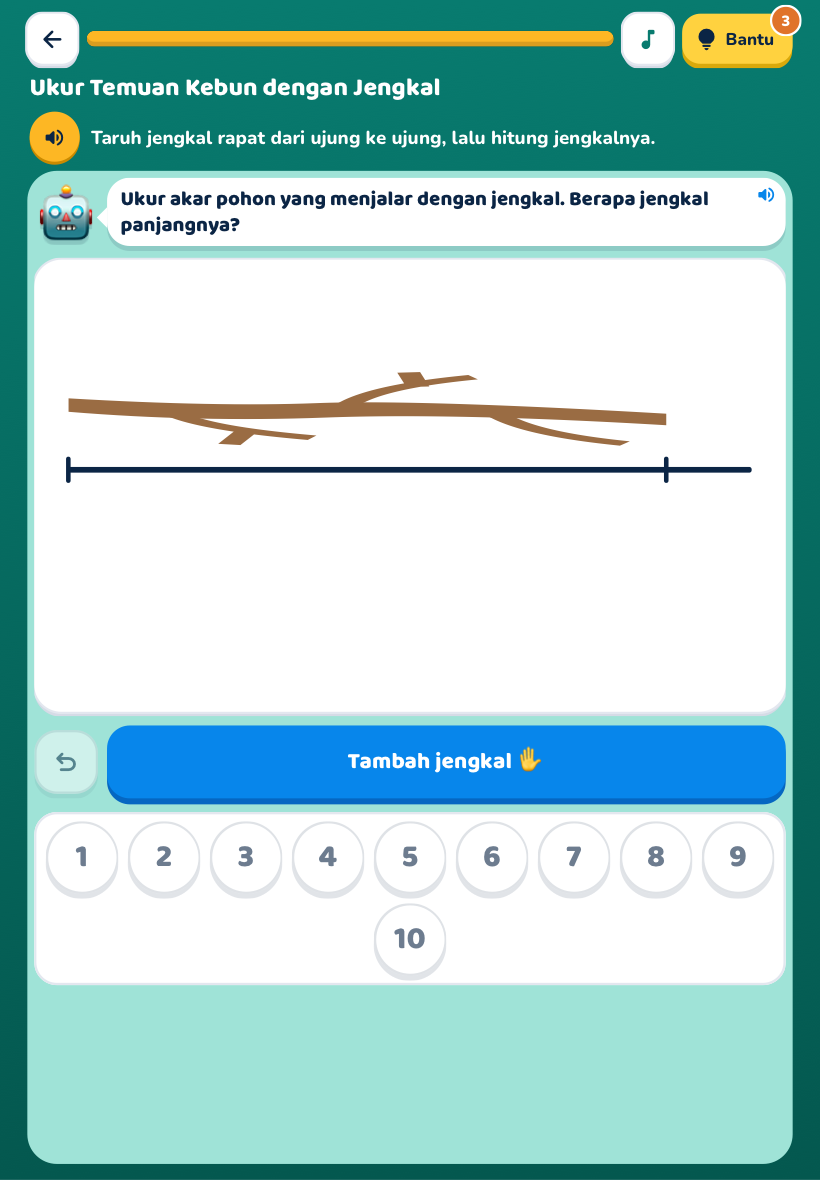 3
Bantu
Ukur Temuan Kebun dengan Jengkal
Taruh jengkal rapat dari ujung ke ujung, lalu hitung jengkalnya.
Ukur akar pohon yang menjalar dengan jengkal. Berapa jengkal
panjangnya?
Tambah jengkal 🖐
1 2 3 4 5 6 7 8 9
10